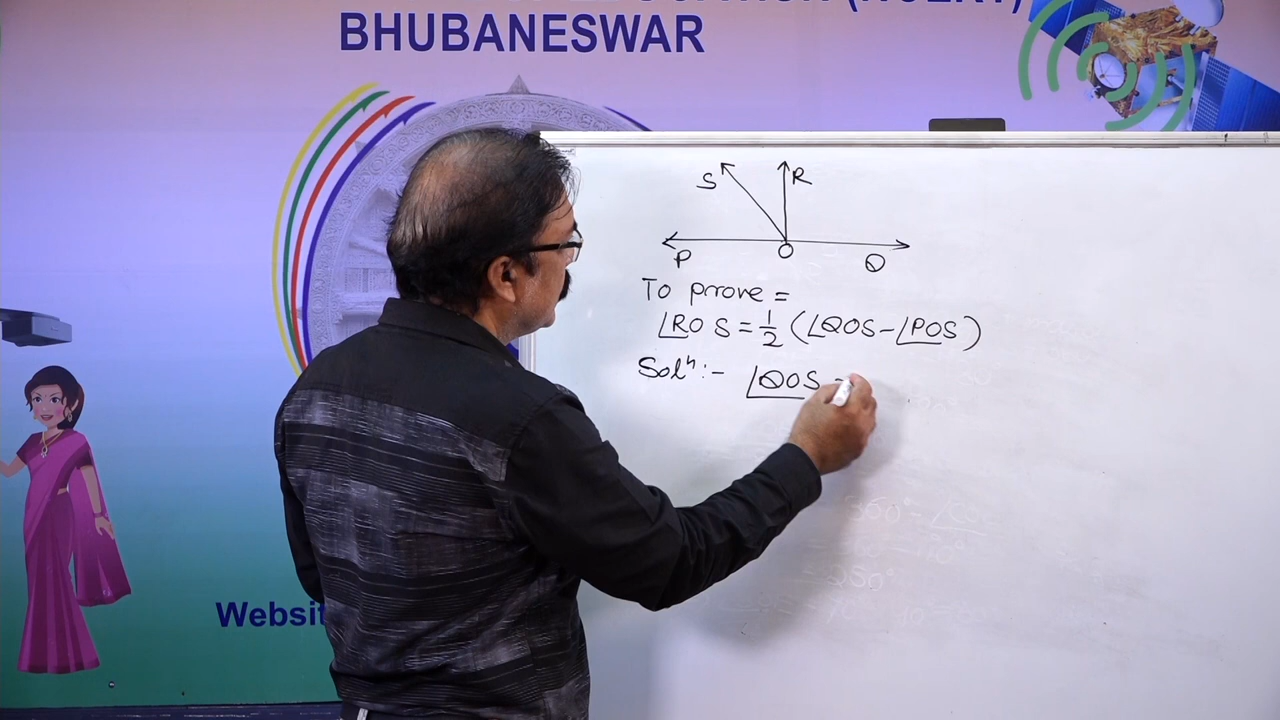 BHUBANESWAR
S R
P O Q
To prove =
∠ROS = 1/2 (∠QOS - ∠POS)
Solⁿ :- ∠QOS =
Websit